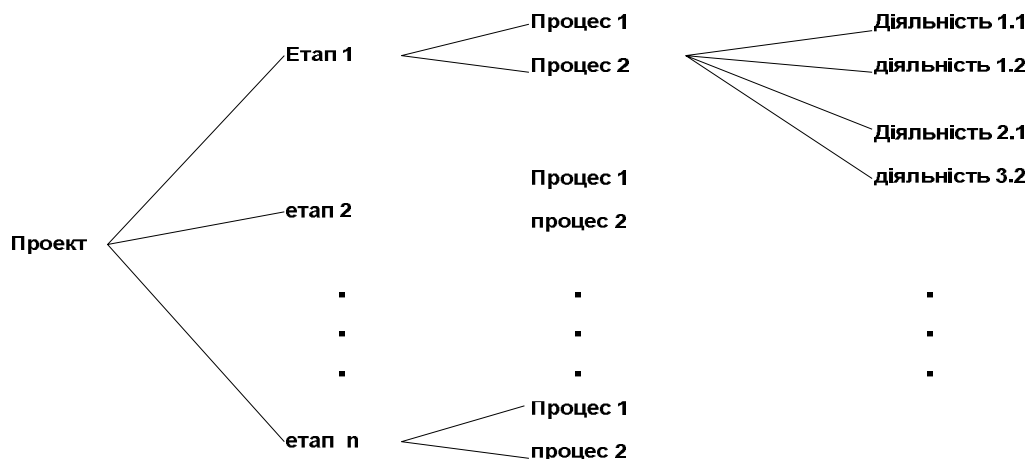 Процес 1
Діяльність 1.1
Етап 1
Процес 2
діяльність 1.2
Діяльність 2.1
Процес 1
діяльність 3.2
етап 2
процес 2
Проект
Процес 1
етап n
процес 2